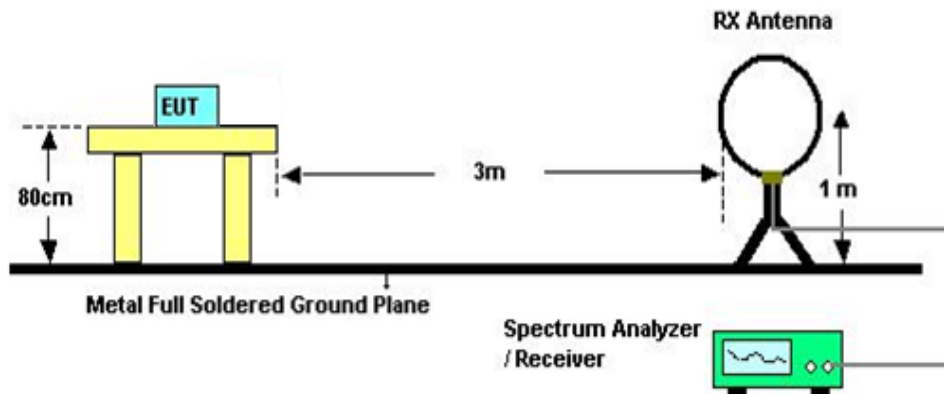 RX Antenna
EUT
3m
80cm
1 m
Metal Full Soldered Ground Plane
Spectrum Analyzer
/ Receiver